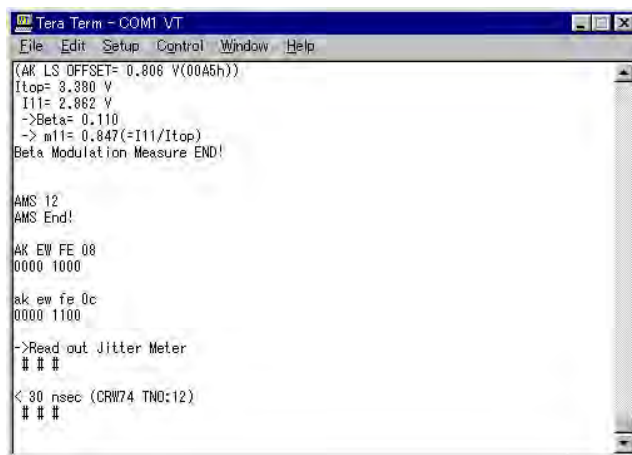 Tera Term - COM1 VT
File Edit Setup Control Window Help
(AK LS OFFSET= 0.806 V(00A5h))
Itop= 3.380 V
I11= 2.862 V
->Beta= 0.110
-> m11= 0.847(=I11/Itop)
Beta Modulation Measure END!
AMS 12
AMS End!
AK EW FE 08
0000 1000
ak ew fe 0c
0000 1100
->Read out Jitter Meter
# # #
< 30 nsec (CRW74 TNO:12)
# # #